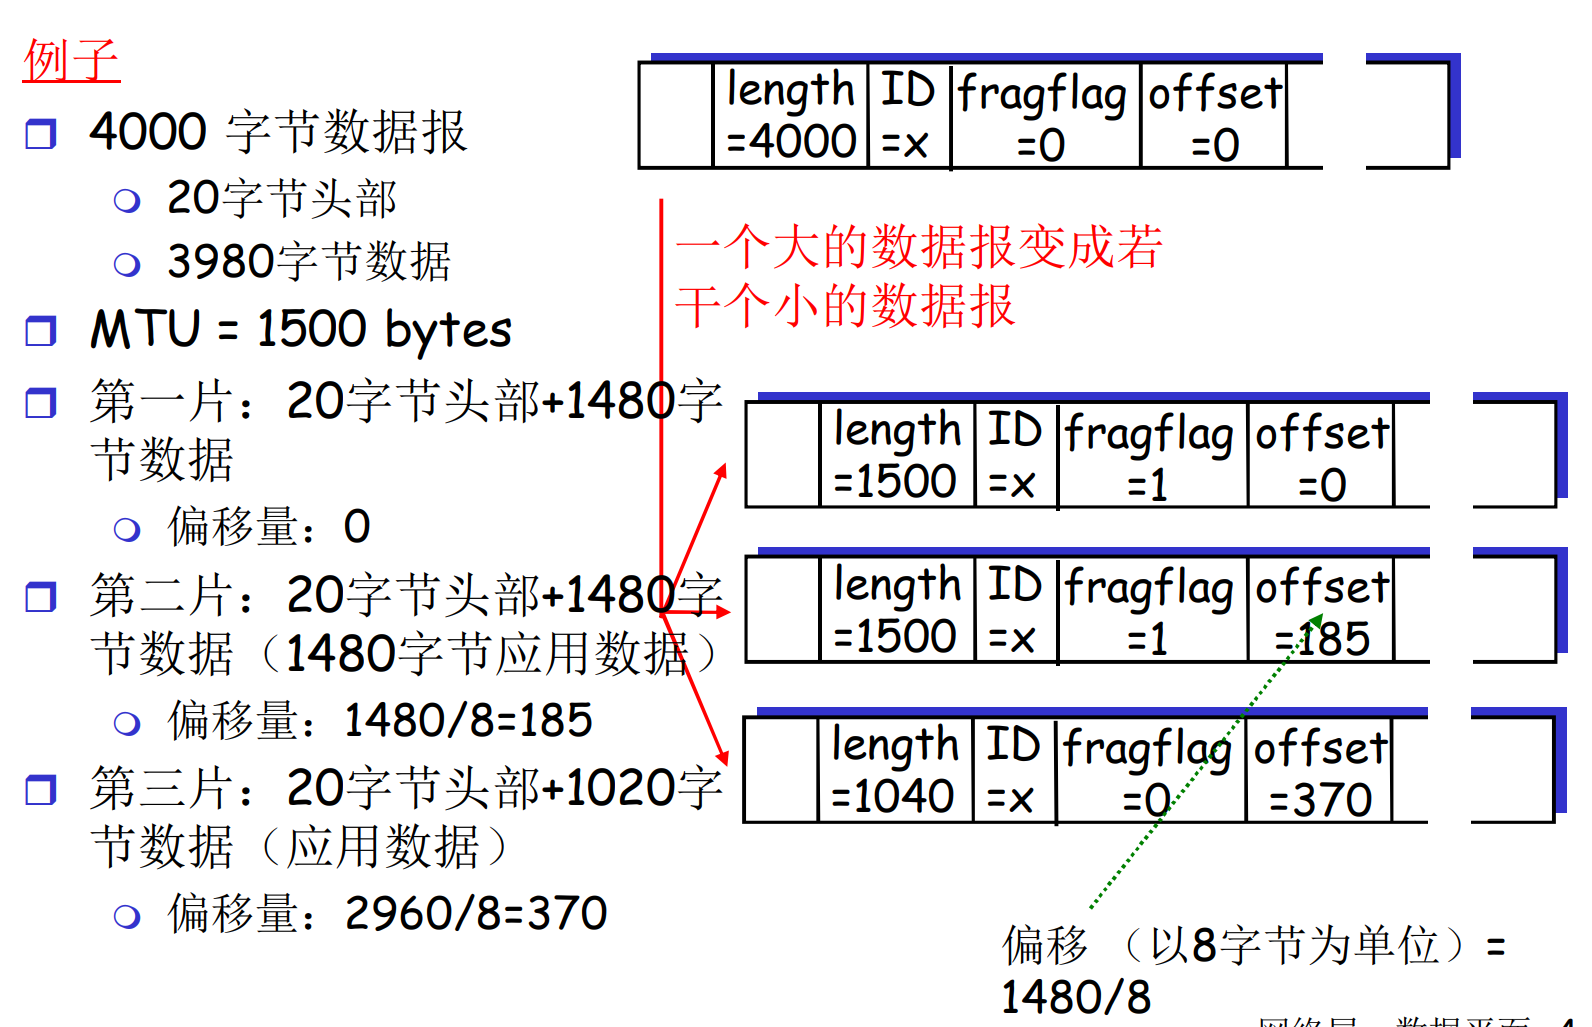 例子
4000 字节数据报
20字节头部
3980字节数据
MTU = 1500 bytes
第一片：20字节头部+1480字
节数据
偏移量：0
第二片：20字节头部+1480字
节数据（1480字节应用数据）
偏移量：1480/8=185
第三片：20字节头部+1020字
节数据（应用数据）
偏移量：2960/8=370
length ID fragflag offset
=4000 =x =0 =0
一个大的数据报变成若
干个小的数据报
length ID fragflag offset
=1500 =x =1 =0
length ID fragflag offset
=1500 =x =1 =185
length ID fragflag offset
=1040 =x =0 =370
偏移 （以8字节为单位）=
1480/8